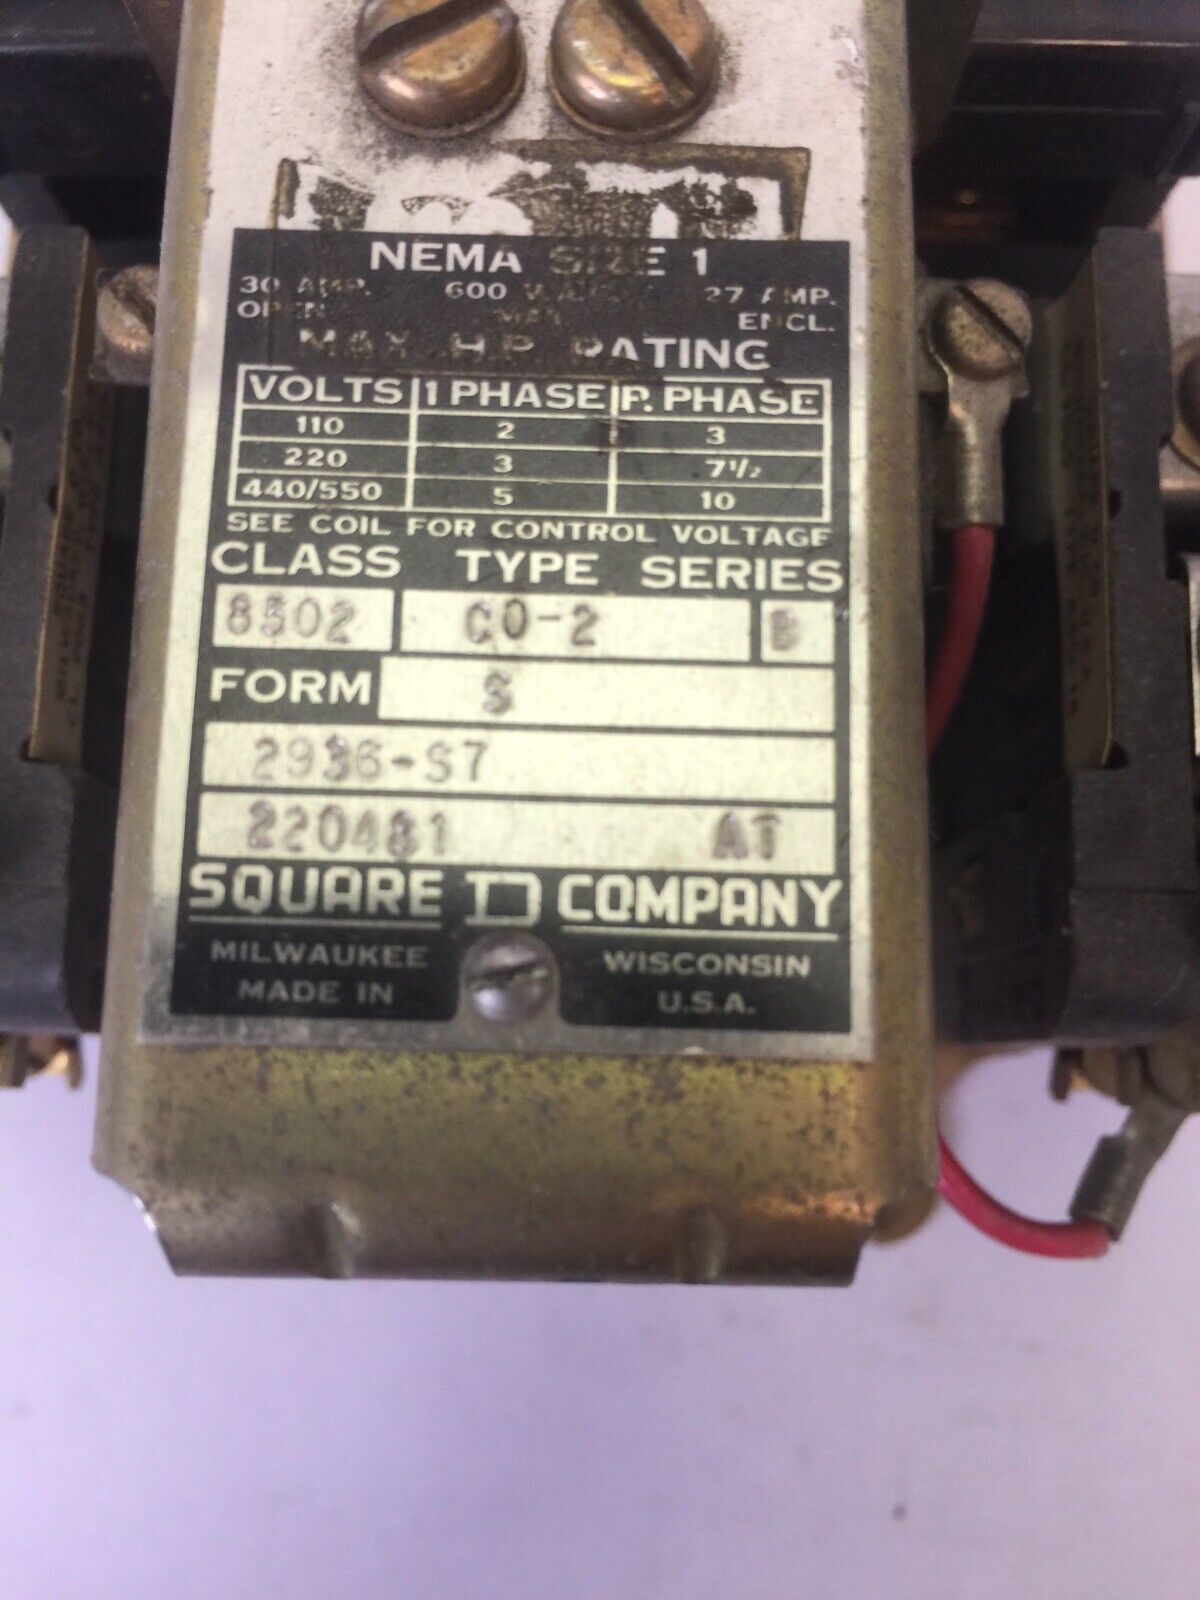 NEMA SIZE 1
30 AMP. 600 27 AMP.
OPEN MAX ENCL.
MAX. H.P. RATING
VOLTS 1 PHASE P. PHASE
110 2 3
220 3 7 1/2
440/550 5 10
SEE COIL FOR CONTROL VOLTAGE
CLASS TYPE SERIES
8502 CO-2 B
FORM S
2936-S7
220481 AT
SQUARE D COMPANY
MILWAUKEE WISCONSIN
MADE IN U.S.A.